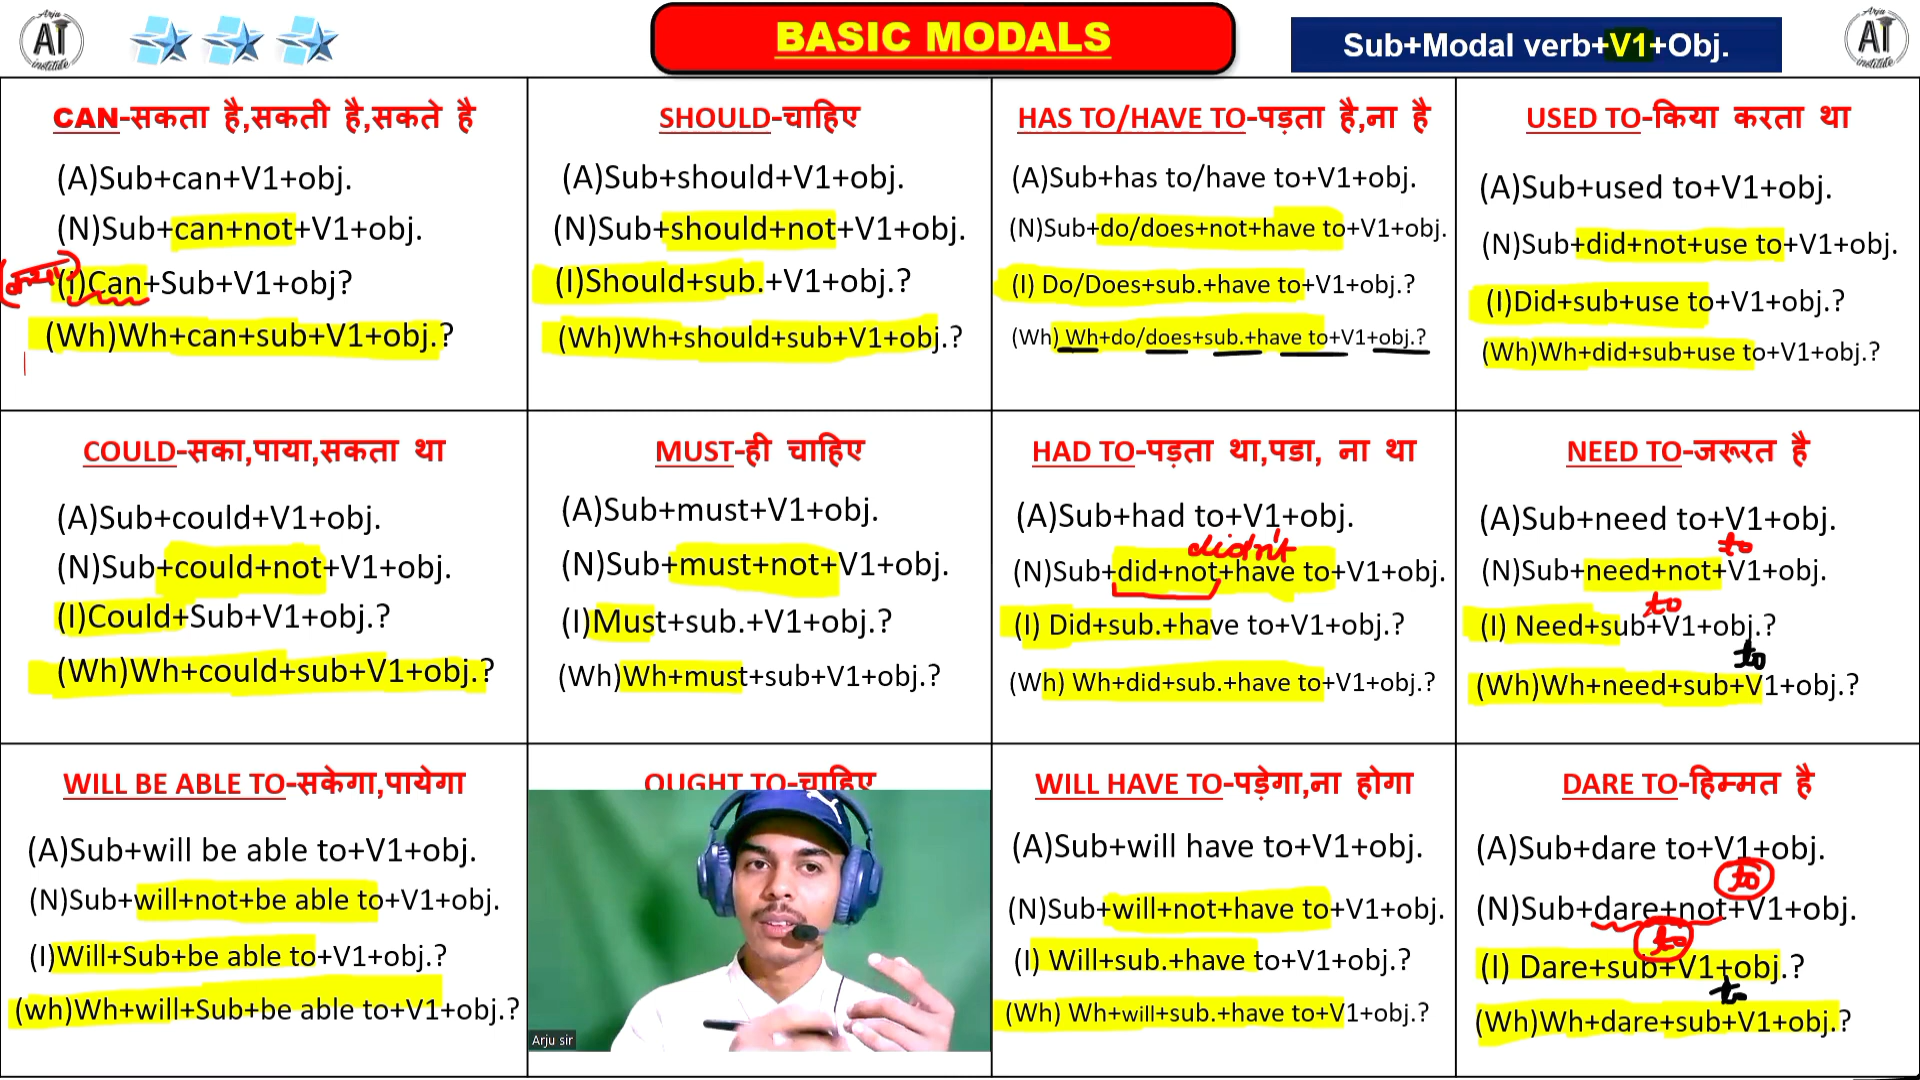 Arju
AT
institute
BASIC MODALS
Sub+Modal verb+V1+Obj.
Arju
AT
institute
CAN-सकता है,सकती है,सकते है
(A)Sub+can+V1+obj.
(N)Sub+can+not+V1+obj.
(I)Can+Sub+V1+obj?
(Wh)Wh+can+sub+V1+obj.?
SHOULD-चाहिए
(A)Sub+should+V1+obj.
(N)Sub+should+not+V1+obj.
(I)Should+sub.+V1+obj.?
(Wh)Wh+should+sub+V1+obj.?
HAS TO/HAVE TO-पड़ता है,ना है
(A)Sub+has to/have to+V1+obj.
(N)Sub+do/does+not+have to+V1+obj.
(I) Do/Does+sub.+have to+V1+obj.?
(Wh) Wh+do/does+sub.+have to+V1+obj.?
USED TO-किया करता था
(A)Sub+used to+V1+obj.
(N)Sub+did+not+use to+V1+obj.
(I)Did+sub+use to+V1+obj.?
(Wh)Wh+did+sub+use to+V1+obj.?
COULD-सका,पाया,सकता था
(A)Sub+could+V1+obj.
(N)Sub+could+not+V1+obj.
(I)Could+Sub+V1+obj.?
(Wh)Wh+could+sub+V1+obj.?
MUST-ही चाहिए
(A)Sub+must+V1+obj.
(N)Sub+must+not+V1+obj.
(I)Must+sub.+V1+obj.?
(Wh)Wh+must+sub+V1+obj.?
HAD TO-पड़ता था,पडा, ना था
(A)Sub+had to+V1+obj.
didn't
(N)Sub+did+not+have to+V1+obj.
(I) Did+sub.+have to+V1+obj.?
(Wh) Wh+did+sub.+have to+V1+obj.?
NEED TO-जरूरत है
(A)Sub+need to+V1+obj.
to
(N)Sub+need+not+V1+obj.
to
(I) Need+sub+V1+obj.?
to
(Wh)Wh+need+sub+V1+obj.?
WILL BE ABLE TO-सकेगा,पायेगा
(A)Sub+will be able to+V1+obj.
(N)Sub+will+not+be able to+V1+obj.
(I)Will+Sub+be able to+V1+obj.?
(wh)Wh+will+Sub+be able to+V1+obj.?
OUGHT TO-चाहिए
Arju sir
WILL HAVE TO-पड़ेगा,ना होगा
(A)Sub+will have to+V1+obj.
(N)Sub+will+not+have to+V1+obj.
(I) Will+sub.+have to+V1+obj.?
(Wh) Wh+will+sub.+have to+V1+obj.?
DARE TO-हिम्मत है
(A)Sub+dare to+V1+obj.
to
(N)Sub+dare+not+V1+obj.
to
(I) Dare+sub+V1+obj.?
to
(Wh)Wh+dare+sub+V1+obj.?